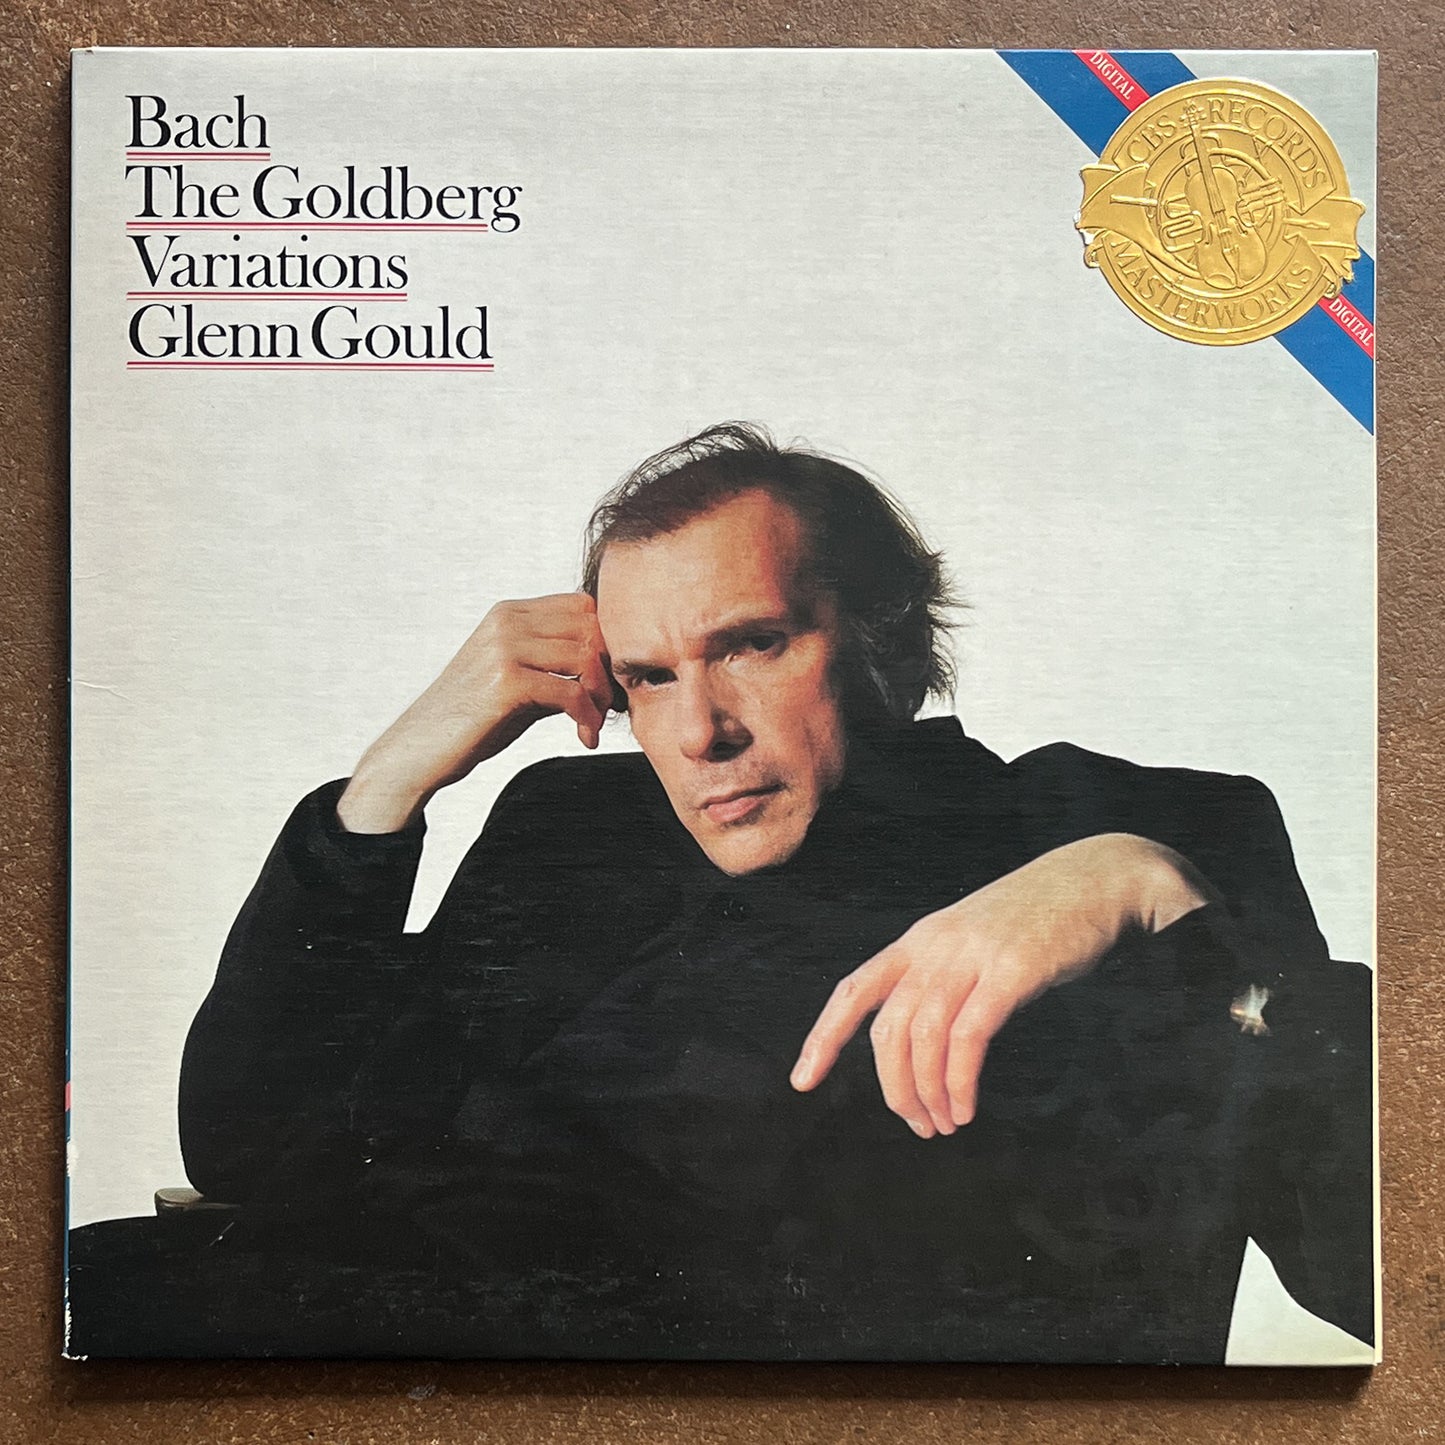 Bach
The Goldberg
Variations
Glenn Gould
DIGITAL
CBS RECORDS
MASTERWORKS
DIGITAL